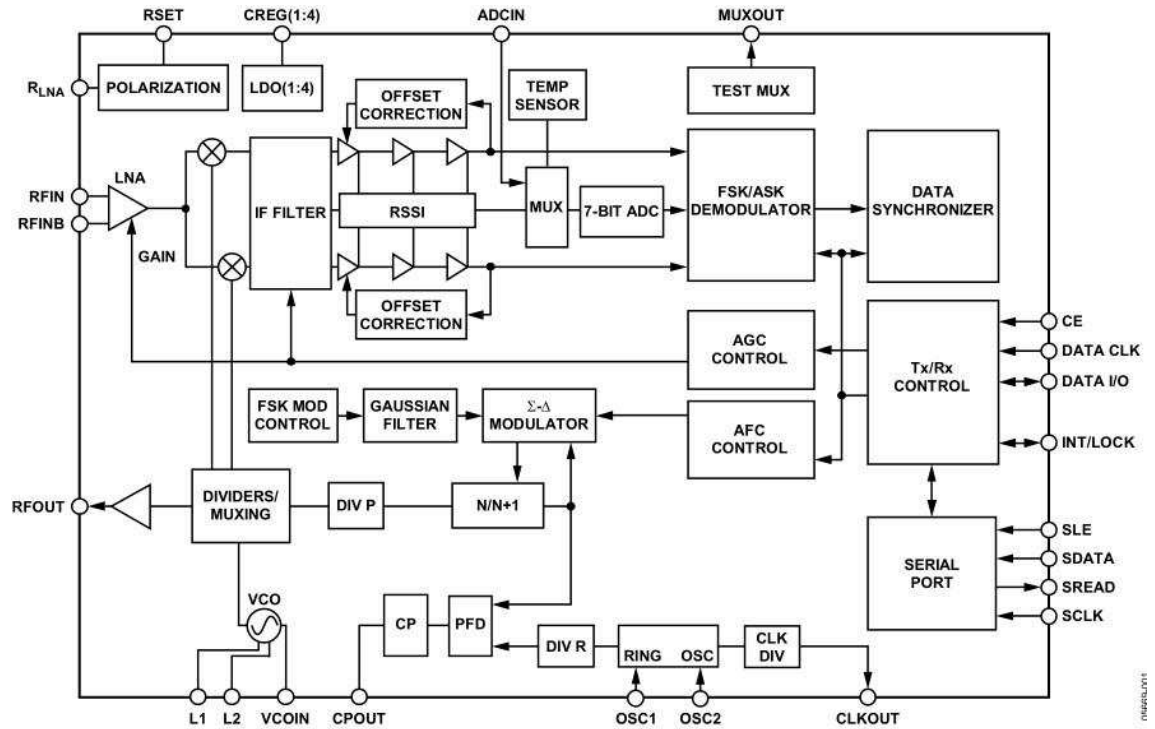 RSET
CREG(1:4)
ADCIN
MUXOUT
RLNA
POLARIZATION
LDO(1:4)
OFFSET
CORRECTION
TEMP
SENSOR
TEST MUX
LNA
RFIN
RFINB
GAIN
IF FILTER
RSSI
MUX
7-BIT ADC
FSK/ASK
DEMODULATOR
DATA
SYNCHRONIZER
OFFSET
CORRECTION
AGC
CONTROL
Tx/Rx
CONTROL
CE
DATA CLK
DATA I/O
INT/LOCK
FSK MOD
CONTROL
GAUSSIAN
FILTER
Σ-Δ
MODULATOR
AFC
CONTROL
RFOUT
DIVIDERS/
MUXING
DIV P
N/N+1
SERIAL
PORT
SLE
SDATA
SREAD
SCLK
VCO
CP
PFD
DIV R
RING OSC
CLK
DIV
L1
L2
VCOIN
CPOUT
OSC1
OSC2
CLKOUT
05669-001